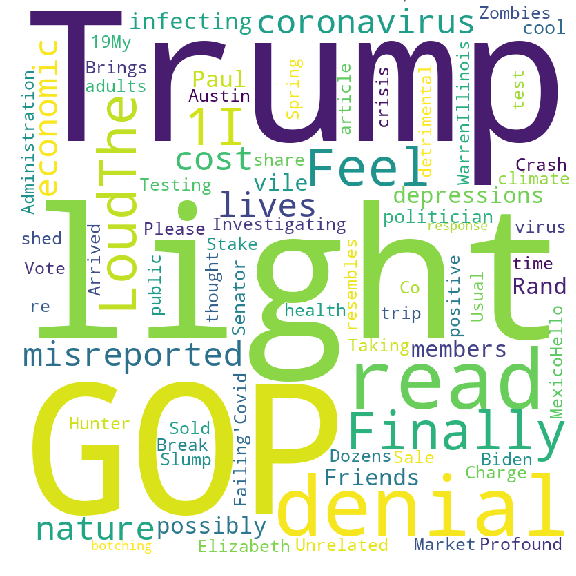 infecting coronavirus Zombies
cool
Trump
19My
Brings
adults
Paul
Austin
1I
Spring
article
crisis
detrimental
WarrenIllinois
test
Administration
economic
LoudThe
cost
share
Feel
Crash
climate
Testing
vile
depressions
lives
politician
response
Please
Investigating
virus
shed
Arrived
Stake
time
Vote
public
thought
Senator
health
resembles
Co
trip
positive
Usual
Rand
re
light
Taking
MexicoHello
misreported
members
read
GOP
Finally
Hunter
Sold
Break
Slump
Failing'Covid
Dozens
Sale
Biden
Friends
Charge
denial
nature
possibly
botching
Elizabeth
Unrelated
Market
Profound